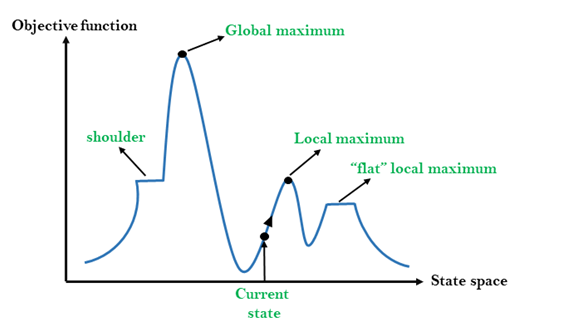 Objective function
Global maximum
shoulder
Local maximum
“flat” local maximum
State space
Current
state